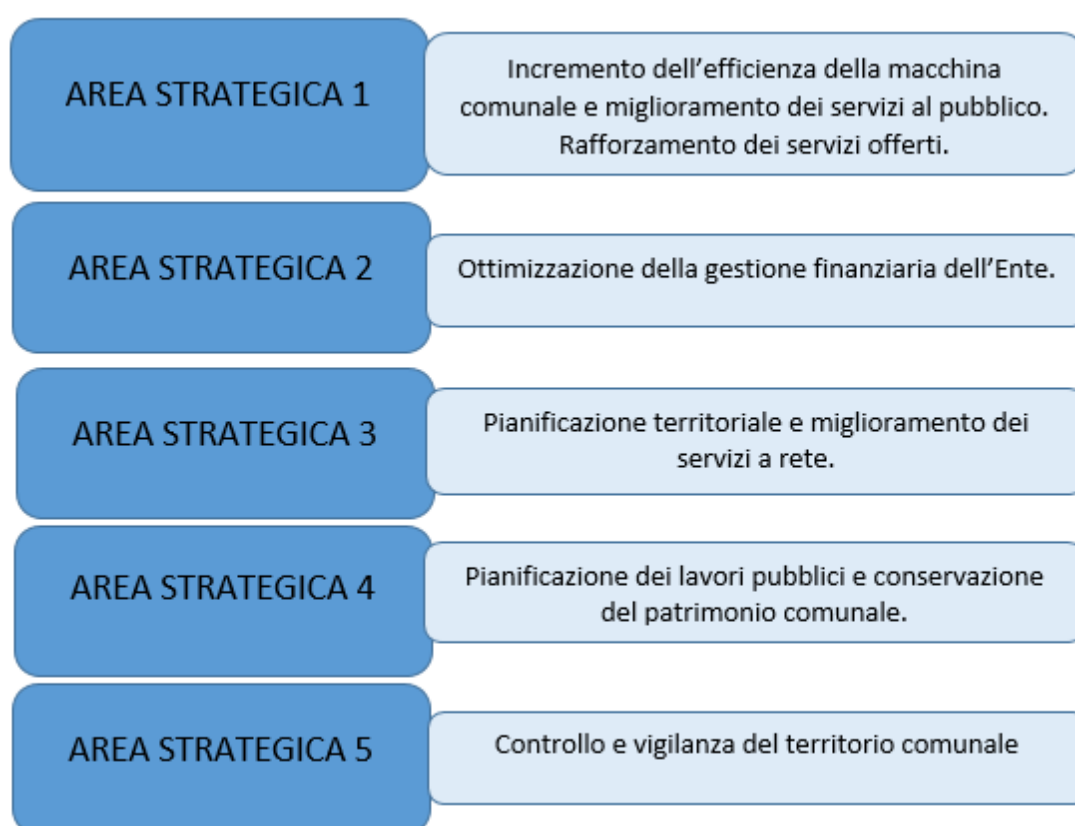 AREA STRATEGICA 1
Incremento dell’efficienza della macchina
comunale e miglioramento dei servizi al pubblico.
Rafforzamento dei servizi offerti.
AREA STRATEGICA 2
Ottimizzazione della gestione finanziaria dell’Ente.
AREA STRATEGICA 3
Pianificazione territoriale e miglioramento dei
servizi a rete.
AREA STRATEGICA 4
Pianificazione dei lavori pubblici e conservazione
del patrimonio comunale.
AREA STRATEGICA 5
Controllo e vigilanza del territorio comunale